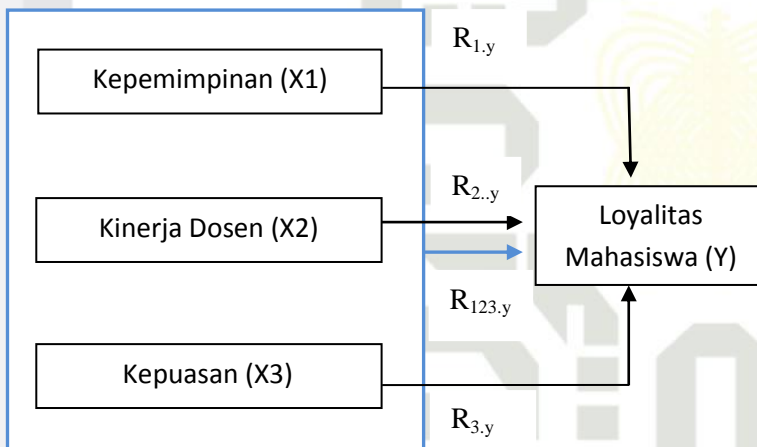 R1.y
Kepemimpinan (X1)
R2..y
Kinerja Dosen (X2)
Loyalitas
Mahasiswa (Y)
R123.y
Kepuasan (X3)
R3.y